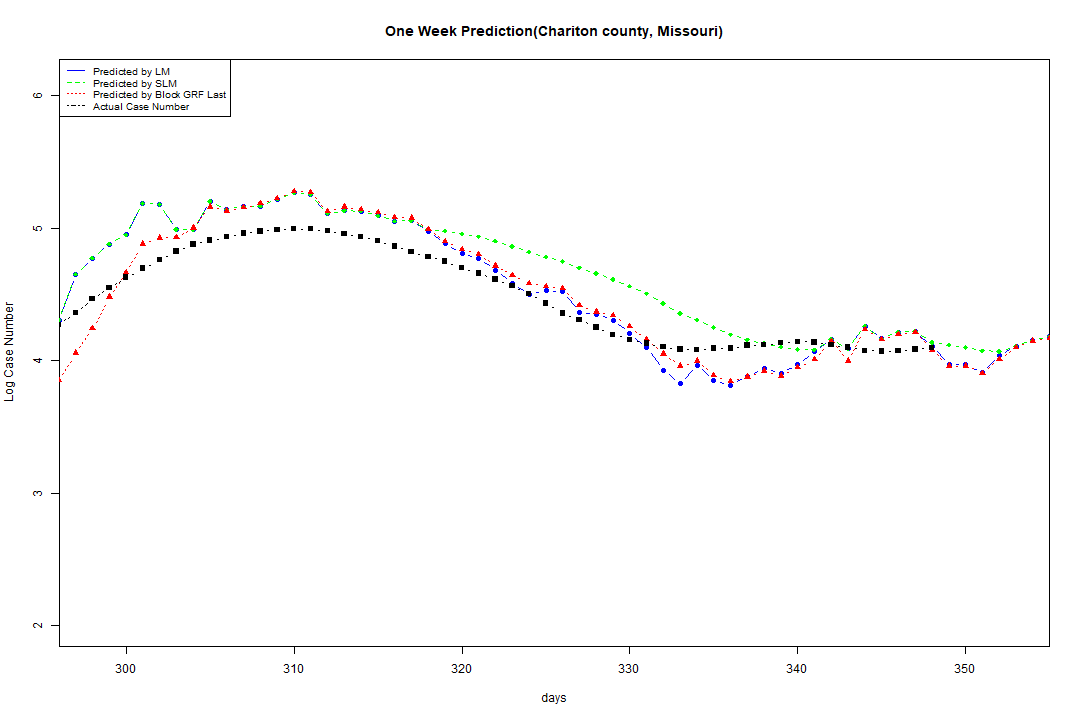 One Week Prediction(Chariton county, Missouri)
Predicted by LM
Predicted by SLM
Predicted by Block GRF Last
Actual Case Number
6
5
4
3
2
Log Case Number
300 310 320 330 340 350
days